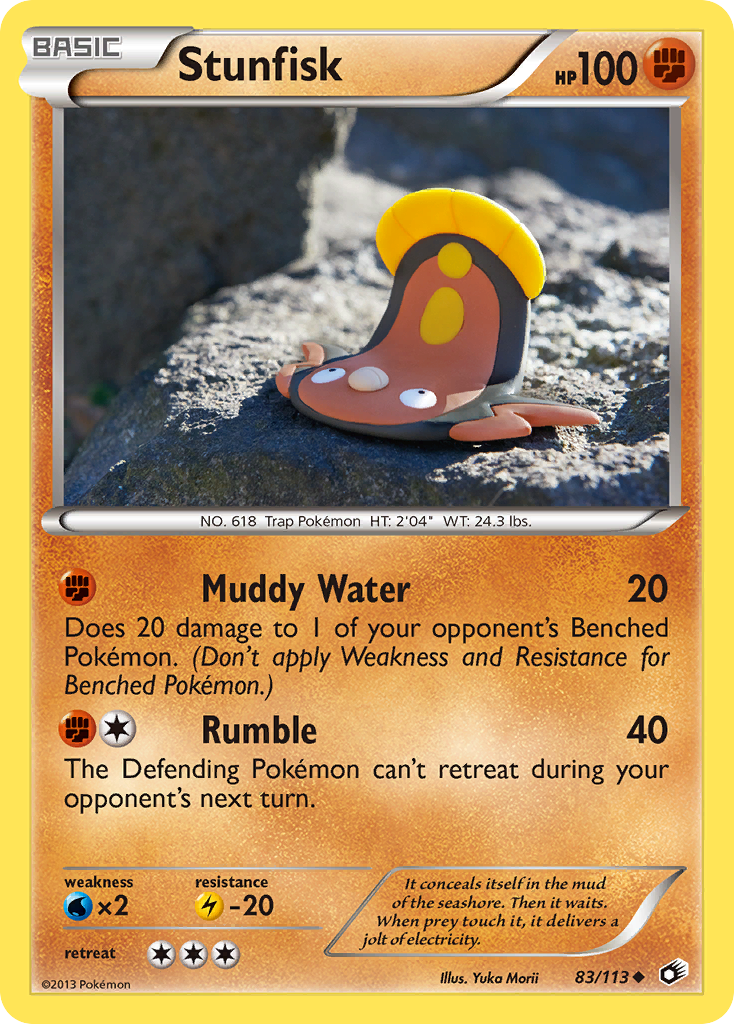 BASIC
Stunfisk
HP100
NO. 618 Trap Pokémon HT: 2'04" WT: 24.3 lbs.
Muddy Water 20
Does 20 damage to 1 of your opponent's Benched
Pokémon. (Don't apply Weakness and Resistance for
Benched Pokémon.)
Rumble 40
The Defending Pokémon can't retreat during your
opponent's next turn.
weakness resistance
×2 -20
retreat
It conceals itself in the mud
of the seashore. Then it waits.
When prey touch it, it delivers a
jolt of electricity.
©2013 Pokémon
Illus. Yuka Morii 83/113